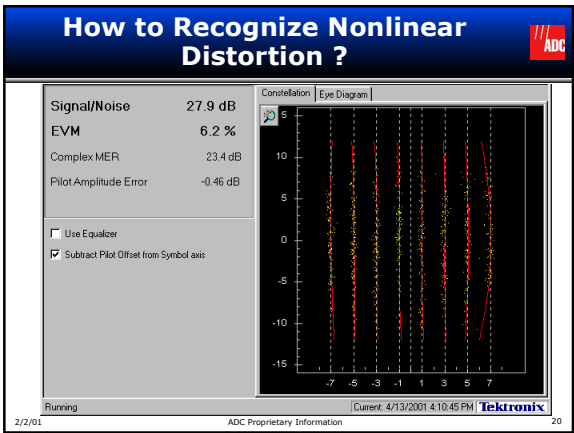 How to Recognize Nonlinear
Distortion ?
ADC
Signal/Noise 27.9 dB
EVM 6.2 %
Complex MER 23.4 dB
Pilot Amplitude Error -0.46 dB
Use Equalizer
Subtract Pilot Offset from Symbol axis
Constellation Eye Diagram
5
10
5
0
-5
-10
-15
-7 -5 -3 -1 1 3 5 7
Running
Current: 4/13/2001 4:10:45 PM Tektronix
2/2/01 ADC Proprietary Information 20